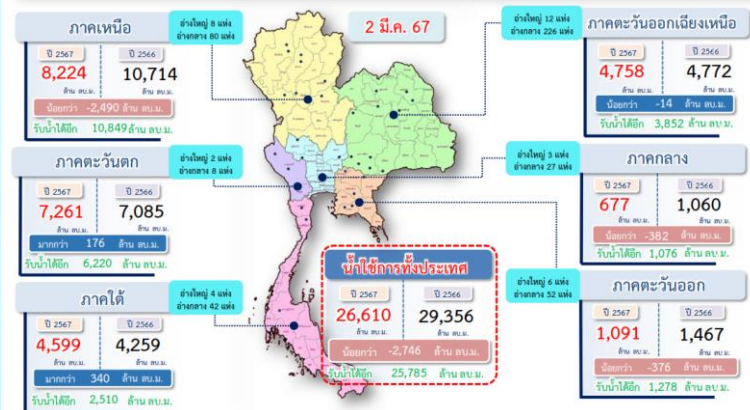 2 มี.ค. 67
ภาคเหนือ
อ่างใหญ่ 8 แห่ง
อ่างกลาง 80 แห่ง
ปี 2567 ปี 2566
8,224 10,714
ล้าน ลบ.ม. ล้าน ลบ.ม.
น้อยกว่า -2,490 ล้าน ลบ.ม.
รับน้ำได้อีก 10,849 ล้าน ลบ.ม.
ภาคตะวันตก
อ่างใหญ่ 2 แห่ง
อ่างกลาง 8 แห่ง
ปี 2567 ปี 2566
7,261 7,085
ล้าน ลบ.ม. ล้าน ลบ.ม.
มากกว่า 176 ล้าน ลบ.ม.
รับน้ำได้อีก 6,220 ล้าน ลบ.ม.
ภาคใต้
อ่างใหญ่ 4 แห่ง
อ่างกลาง 42 แห่ง
ปี 2567 ปี 2566
4,599 4,259
ล้าน ลบ.ม. ล้าน ลบ.ม.
มากกว่า 340 ล้าน ลบ.ม.
รับน้ำได้อีก 2,510 ล้าน ลบ.ม.
น้ำใช้การทั้งประเทศ
ปี 2567 ปี 2566
26,610 29,356
ล้าน ลบ.ม. ล้าน ลบ.ม.
น้อยกว่า -2,746 ล้าน ลบ.ม.
รับน้ำได้อีก 25,785 ล้าน ลบ.ม.
อ่างใหญ่ 12 แห่ง
อ่างกลาง 226 แห่ง
ภาคตะวันออกเฉียงเหนือ
ปี 2567 ปี 2566
4,758 4,772
ล้าน ลบ.ม. ล้าน ลบ.ม.
น้อยกว่า -14 ล้าน ลบ.ม.
รับน้ำได้อีก 3,852 ล้าน ลบ.ม.
อ่างใหญ่ 3 แห่ง
อ่างกลาง 27 แห่ง
ภาคกลาง
ปี 2567 ปี 2566
677 1,060
ล้าน ลบ.ม. ล้าน ลบ.ม.
น้อยกว่า -382 ล้าน ลบ.ม.
รับน้ำได้อีก 1,076 ล้าน ลบ.ม.
อ่างใหญ่ 6 แห่ง
อ่างกลาง 52 แห่ง
ภาคตะวันออก
ปี 2567 ปี 2566
1,091 1,467
ล้าน ลบ.ม. ล้าน ลบ.ม.
น้อยกว่า -376 ล้าน ลบ.ม.
รับน้ำได้อีก 1,278 ล้าน ลบ.ม.